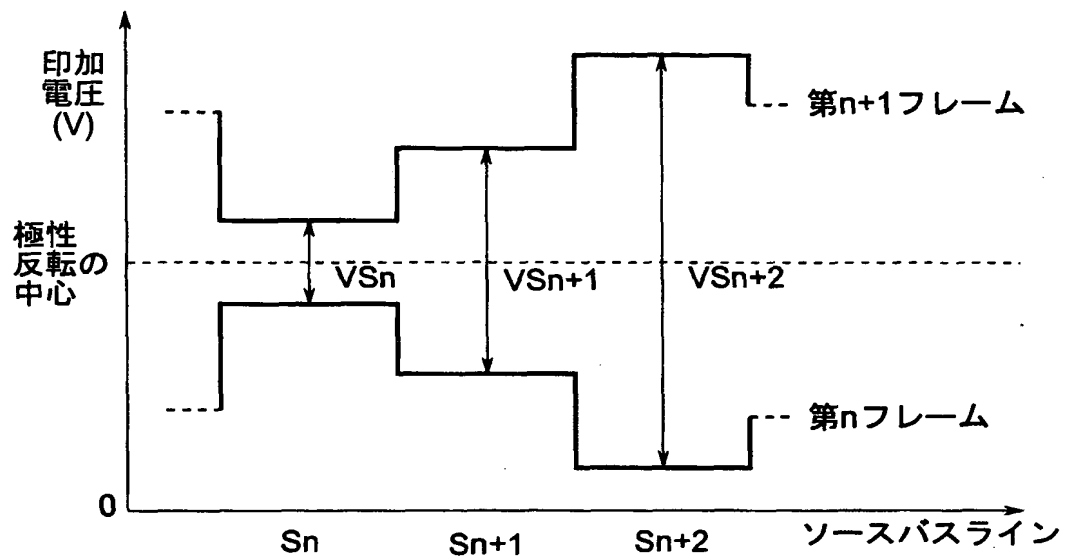 印加
電圧
(V)
第n+1フレーム
極性
反転の
中心
VSn
VSn+1
VSn+2
第nフレーム
0
Sn
Sn+1
Sn+2
ソースバスライン